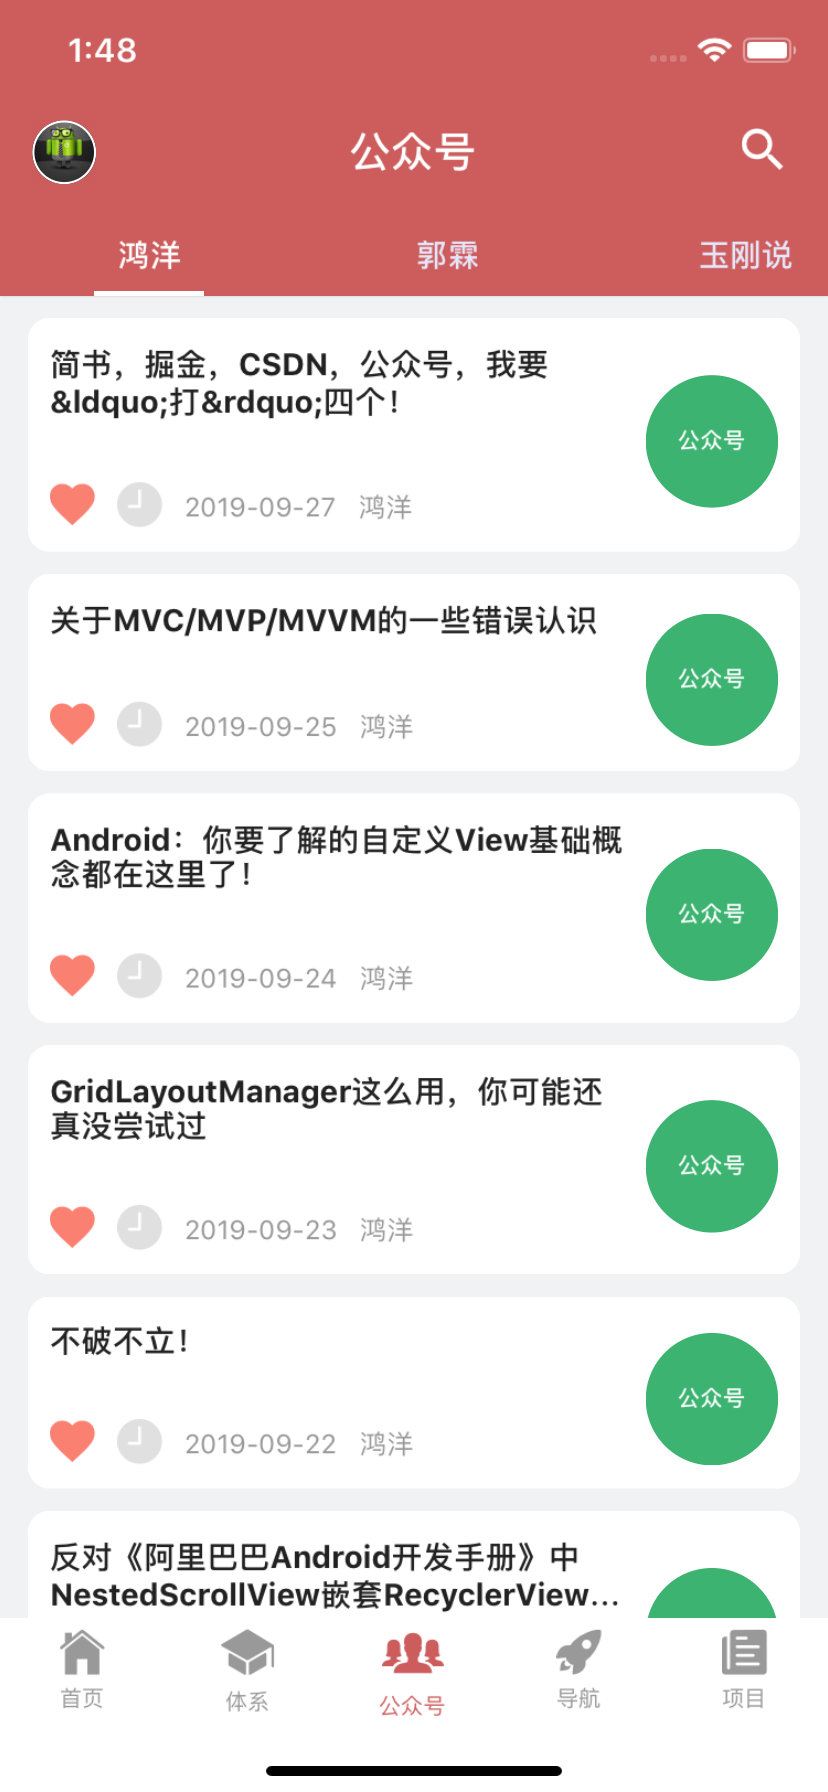 1:48
公众号
鸿洋
郭霖
玉刚说
简书，掘金，CSDN，公众号，我要
&ldquo;打&rdquo;四个！
公众号
2019-09-27 鸿洋
关于MVC/MVP/MVVM的一些错误认识
公众号
2019-09-25 鸿洋
Android：你要了解的自定义View基础概
念都在这里了！
公众号
2019-09-24 鸿洋
GridLayoutManager这么用，你可能还
真没尝试过
公众号
2019-09-23 鸿洋
不破不立！
公众号
2019-09-22 鸿洋
反对《阿里巴巴Android开发手册》中
NestedScrollView嵌套RecyclerView...
首页
体系
公众号
导航
项目